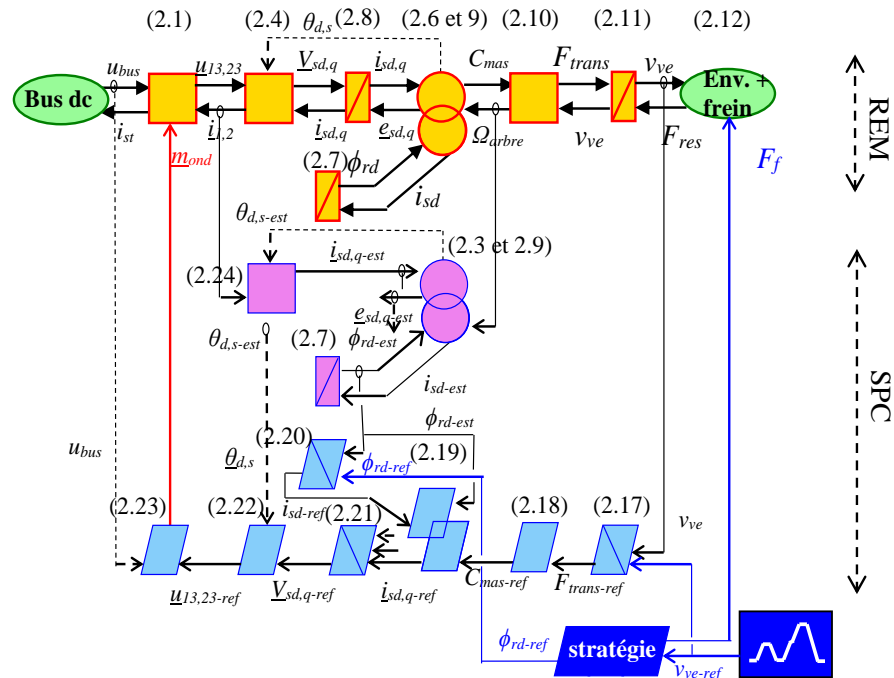 (2.1) (2.4) (2.8) (2.6 et 9) (2.10) (2.11) (2.12)
θd,s
ubus u13,23 Vsd,q isd,q Cmas Ftrans vve
Bus dc
Env. + frein
ist i1,2 isd,q esd,q Ωarbre vve Fres
REM
mond
(2.7) ϕrd
Ff
isd
θd,s-est
(2.3 et 2.9)
isd,q-est
(2.24)
esd,q-est
θd,s-est
(2.7) ϕrd-est
isd-est
SPC
ϕrd-est
ubus
(2.20)
(2.19)
θd,s
ϕrd-ref
(2.23) (2.22) isd-ref (2.21) (2.18) (2.17)
vve
u13,23-ref Vsd,q-ref isd,q-ref Cmas-ref Ftrans-ref
ϕrd-ref stratégie
vve-ref